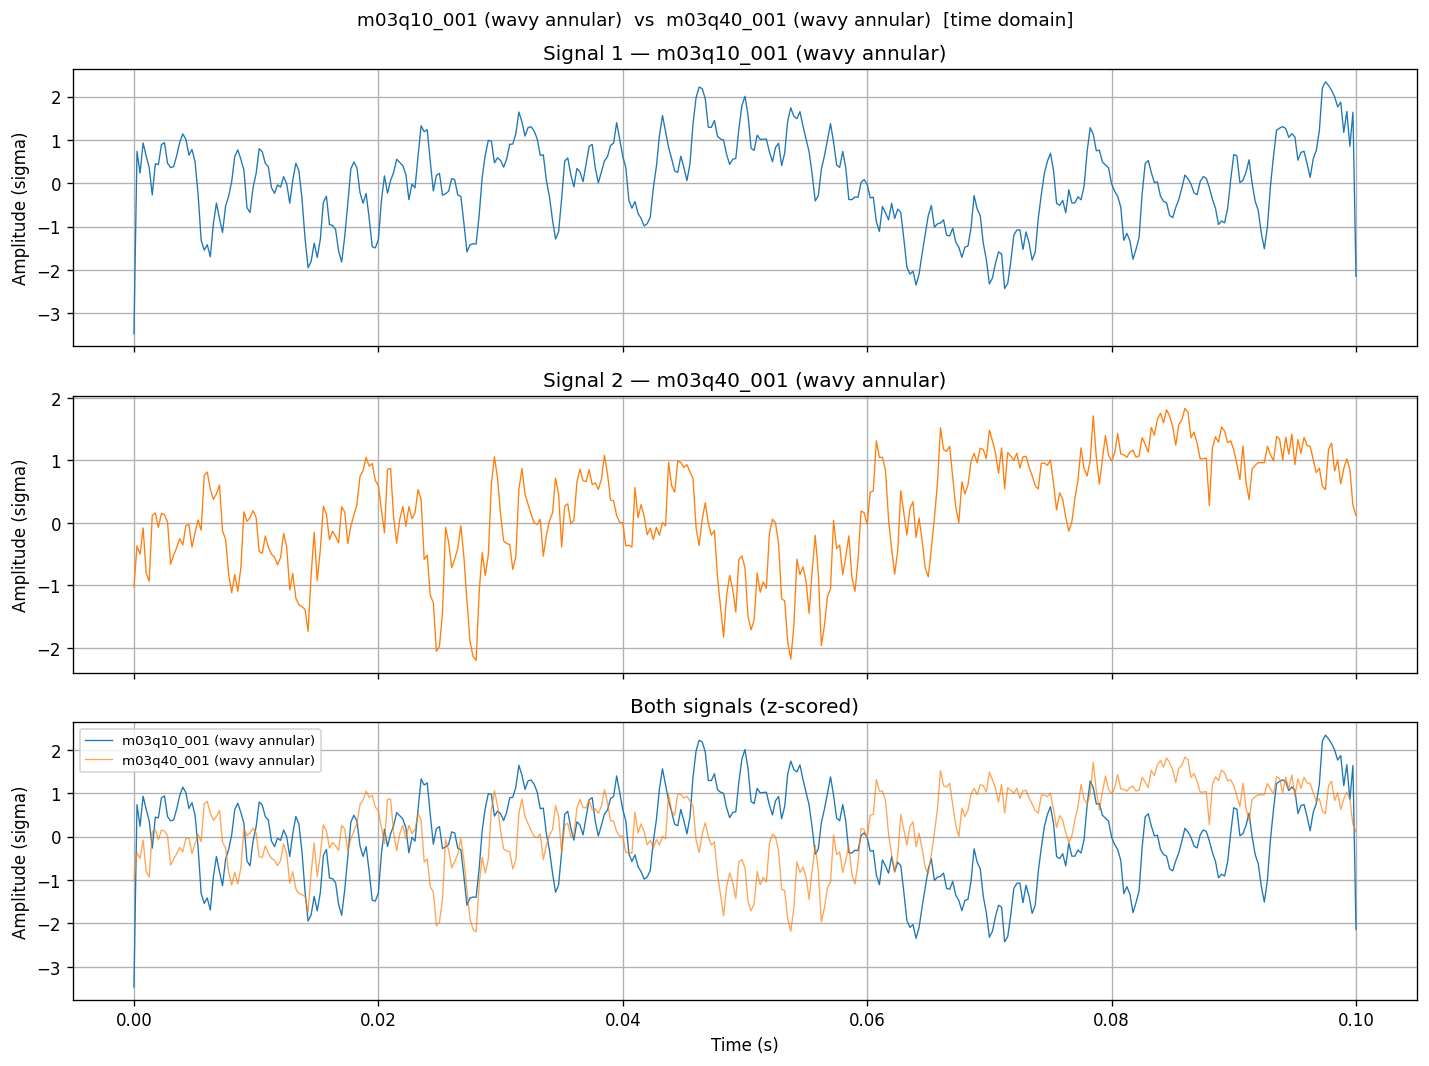 m03q10_001 (wavy annular)  vs  m03q40_001 (wavy annular)  [time domain]
Signal 1 — m03q10_001 (wavy annular)
Amplitude (sigma)
2
1
0
−1
−2
−3
Signal 2 — m03q40_001 (wavy annular)
Amplitude (sigma)
2
1
0
−1
−2
Both signals (z-scored)
m03q10_001 (wavy annular)
m03q40_001 (wavy annular)
Amplitude (sigma)
2
1
0
−1
−2
−3
0.00 0.02 0.04 0.06 0.08 0.10
Time (s)